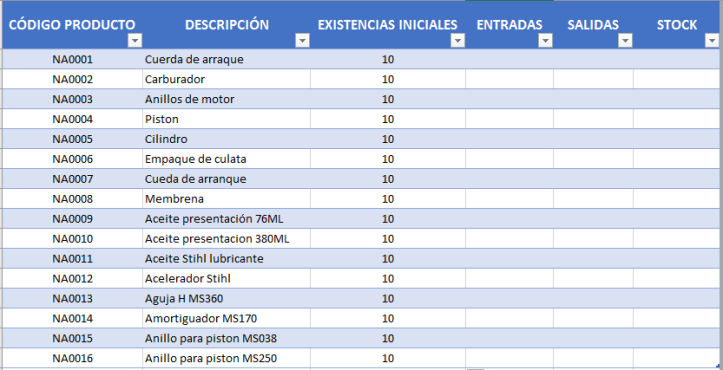 CÓDIGO PRODUCTO DESCRIPCIÓN EXISTENCIAS INICIALES ENTRADAS SALIDAS STOCK
NA0001 Cuerda de arraque 10
NA0002 Carburador 10
NA0003 Anillos de motor 10
NA0004 Piston 10
NA0005 Cilindro 10
NA0006 Empaque de culata 10
NA0007 Cueda de arranque 10
NA0008 Membrena 10
NA0009 Aceite presentación 76ML 10
NA0010 Aceite presentacion 380ML 10
NA0011 Aceite Stihl lubricante 10
NA0012 Acelerador Stihl 10
NA0013 Aguja H MS360 10
NA0014 Amortiguador MS170 10
NA0015 Anillo para piston MS038 10
NA0016 Anillo para piston MS250 10